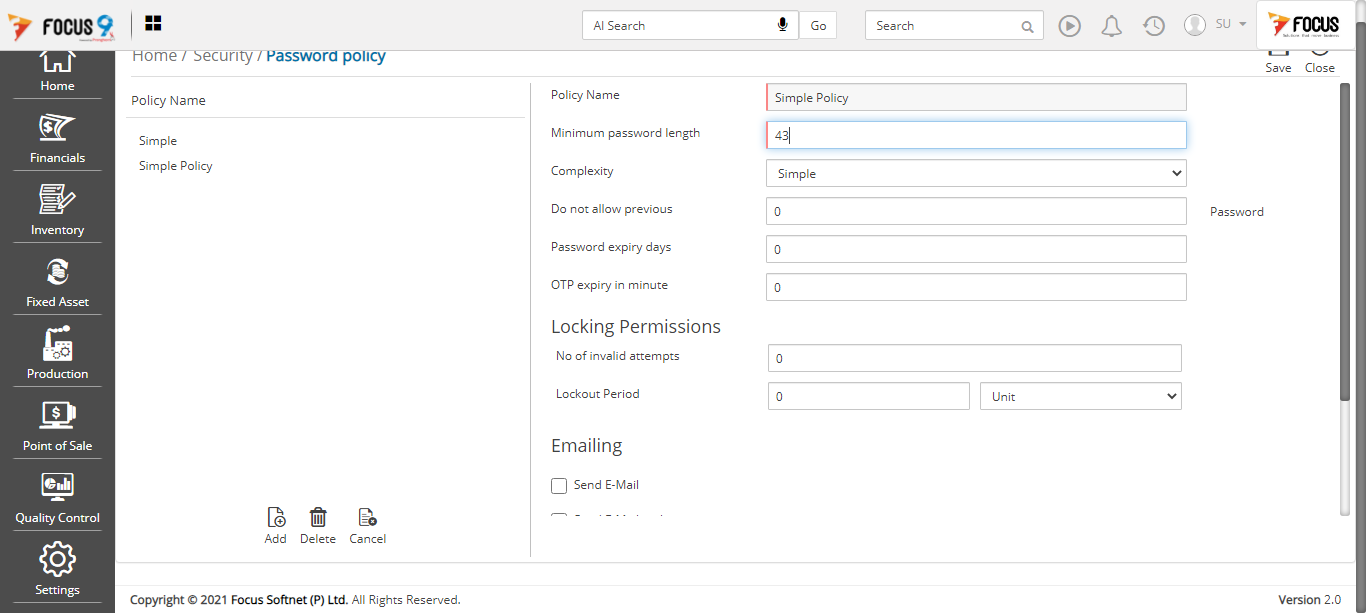 FOCUS 9
AI Search
Go
Search
SU
FOCUS
Home / Security / Password policy
Save
Close
Home
Financials
Inventory
Fixed Asset
Production
Point of Sale
Quality Control
Settings
Policy Name
Simple
Simple Policy
Add
Delete
Cancel
Policy Name Simple Policy
Minimum password length 43
Complexity Simple
Do not allow previous 0 Password
Password expiry days 0
OTP expiry in minute 0
Locking Permissions
No of invalid attempts 0
Lockout Period 0 Unit
Emailing
Send E-Mail
Copyright © 2021 Focus Softnet (P) Ltd. All Rights Reserved.
Version 2.0